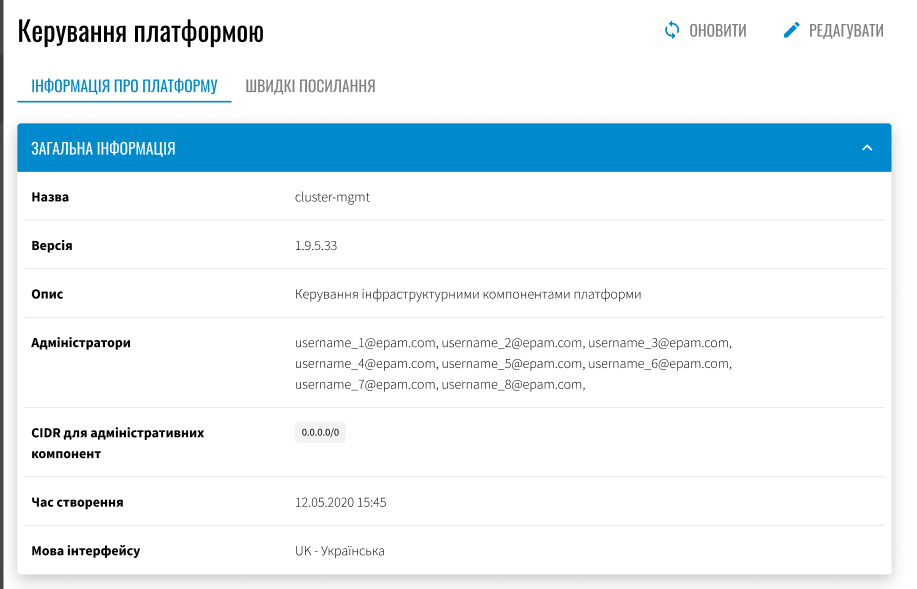 Керування платформою
ОНОВИТИ
РЕДАГУВАТИ
ІНФОРМАЦІЯ ПРО ПЛАТФОРМУ
ШВИДКІ ПОСИЛАННЯ
ЗАГАЛЬНА ІНФОРМАЦІЯ
Назва
cluster-mgmt
Версія
1.9.5.33
Опис
Керування інфраструктурними компонентами платформи
Адміністратори
username_1@epam.com, username_2@epam.com, username_3@epam.com,
username_4@epam.com, username_5@epam.com, username_6@epam.com,
username_7@epam.com, username_8@epam.com,
CIDR для адміністративних
компонент
0.0.0.0/0
Час створення
12.05.2020 15:45
Мова інтерфейсу
UK - Українська